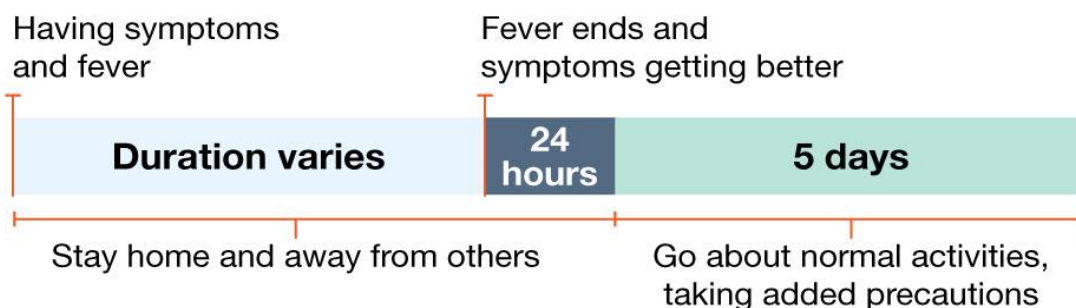 Having symptoms
and fever
Fever ends and
symptoms getting better
Duration varies
24
hours
5 days
Stay home and away from others
Go about normal activities,
taking added precautions